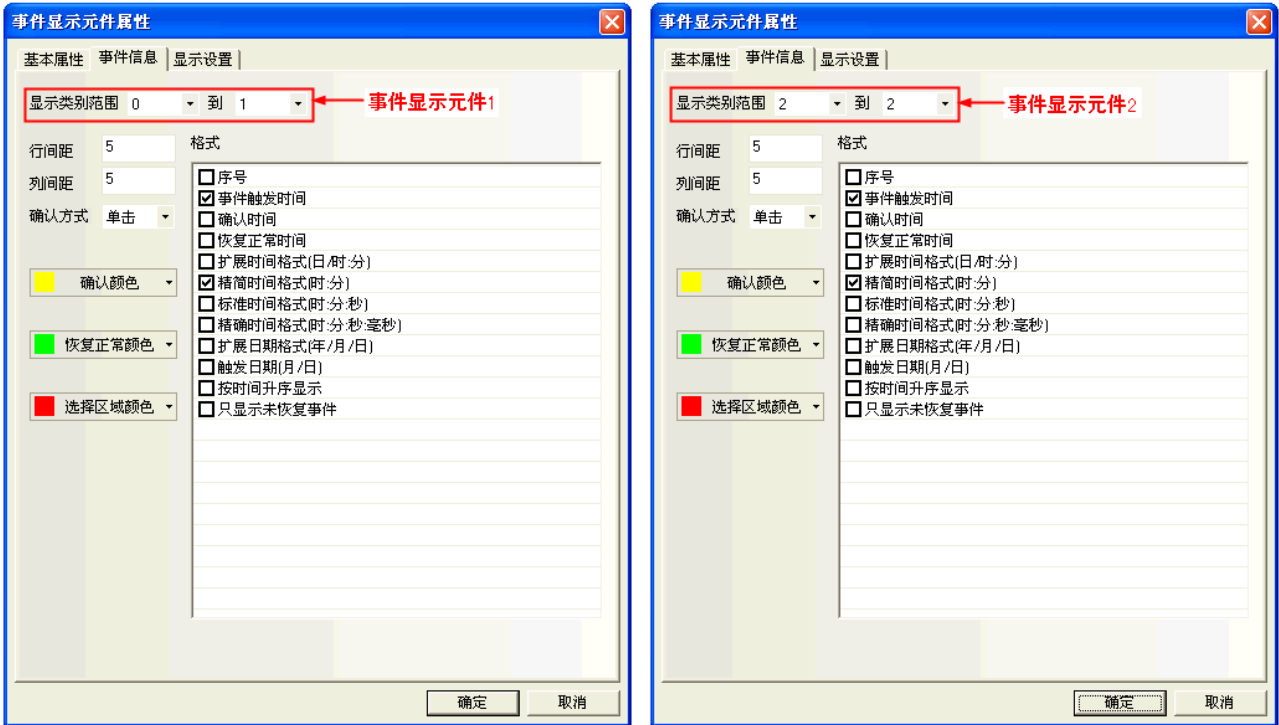 事件显示元件属性
基本属性 事件信息 显示设置
显示类别范围 0 到 1
事件显示元件1
行间距 5
列间距 5
确认方式 单击
确认颜色
恢复正常颜色
选择区域颜色
格式
序号
事件触发时间
确认时间
恢复正常时间
扩展时间格式(日/时:分)
精简时间格式(时:分)
标准时间格式(时:分:秒)
精确时间格式(时:分:秒:毫秒)
扩展日期格式(年/月/日)
触发日期(月/日)
按时间升序显示
只显示未恢复事件
确定 取消
事件显示元件属性
基本属性 事件信息 显示设置
显示类别范围 2 到 2
事件显示元件2
行间距 5
列间距 5
确认方式 单击
确认颜色
恢复正常颜色
选择区域颜色
格式
序号
事件触发时间
确认时间
恢复正常时间
扩展时间格式(日/时:分)
精简时间格式(时:分)
标准时间格式(时:分:秒)
精确时间格式(时:分:秒:毫秒)
扩展日期格式(年/月/日)
触发日期(月/日)
按时间升序显示
只显示未恢复事件
确定 取消